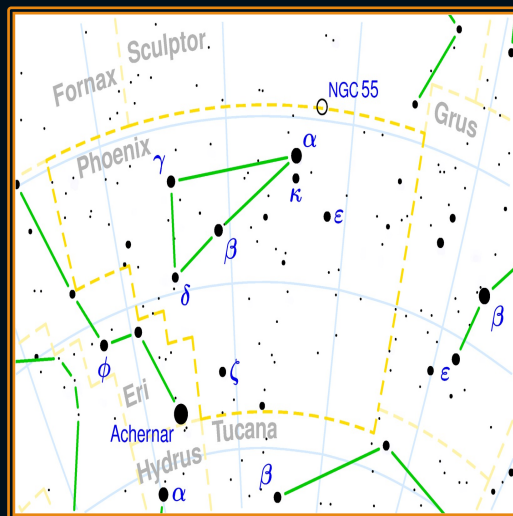 Sculptor
Fornax
NGC 55
Grus
Phoenix
α
γ
κ
ε
β
δ
β
φ
ζ
ε
Eri
Achernar
Tucana
Hydrus
β
α